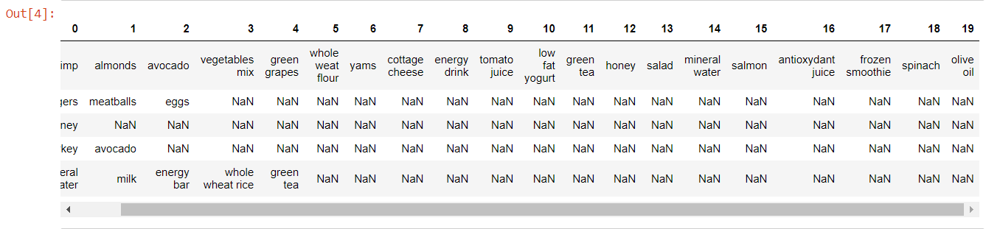 Out[4]:
0 1 2 3 4 5 6 7 8 9 10 11 12 13 14 15 16 17 18 19
imp almonds avocado vegetables mix green grapes whole weat flour yams cottage cheese energy drink tomato juice low fat yogurt green tea honey salad mineral water salmon antioxydant juice frozen smoothie spinach olive oil
gers meatballs eggs NaN NaN NaN NaN NaN NaN NaN NaN NaN NaN NaN NaN NaN NaN NaN NaN NaN
ney NaN NaN NaN NaN NaN NaN NaN NaN NaN NaN NaN NaN NaN NaN NaN NaN NaN NaN NaN
key avocado NaN NaN NaN NaN NaN NaN NaN NaN NaN NaN NaN NaN NaN NaN NaN NaN NaN NaN
eral ater milk energy bar whole wheat rice green tea NaN NaN NaN NaN NaN NaN NaN NaN NaN NaN NaN NaN NaN NaN NaN